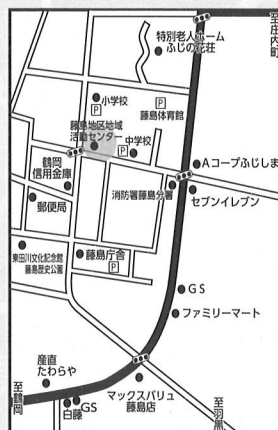 至庄内町
特別老人ホーム
ふじの花荘
小学校
P
P
藤島体育館
藤島地区地域
活動センター
中学校
P
鶴岡
信用金庫
Aコープふじしま
消防署藤島分署
セブンイレブン
郵便局
東田川文化記念館
藤島歴史公園
藤島庁舎
P
GS
ファミリーマート
産直
たわらや
至鶴岡
白藤
GS
マックスバリュ
藤島店
至羽黒